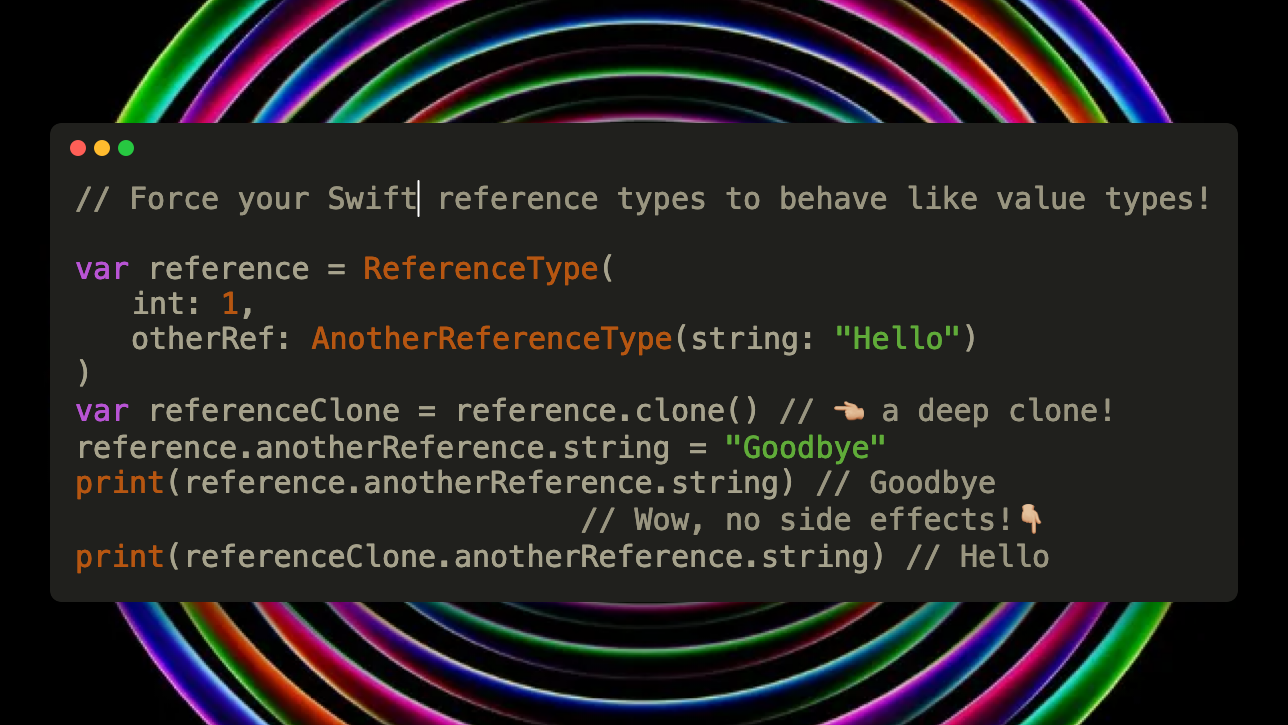 // Force your Swift reference types to behave like value types!
var reference = ReferenceType(
int: 1,
otherRef: AnotherReferenceType(string: "Hello")
)
var referenceClone = reference.clone() // 👈🏼 a deep clone!
reference.anotherReference.string = "Goodbye"
print(reference.anotherReference.string) // Goodbye
// Wow, no side effects!👇🏼
print(referenceClone.anotherReference.string) // Hello